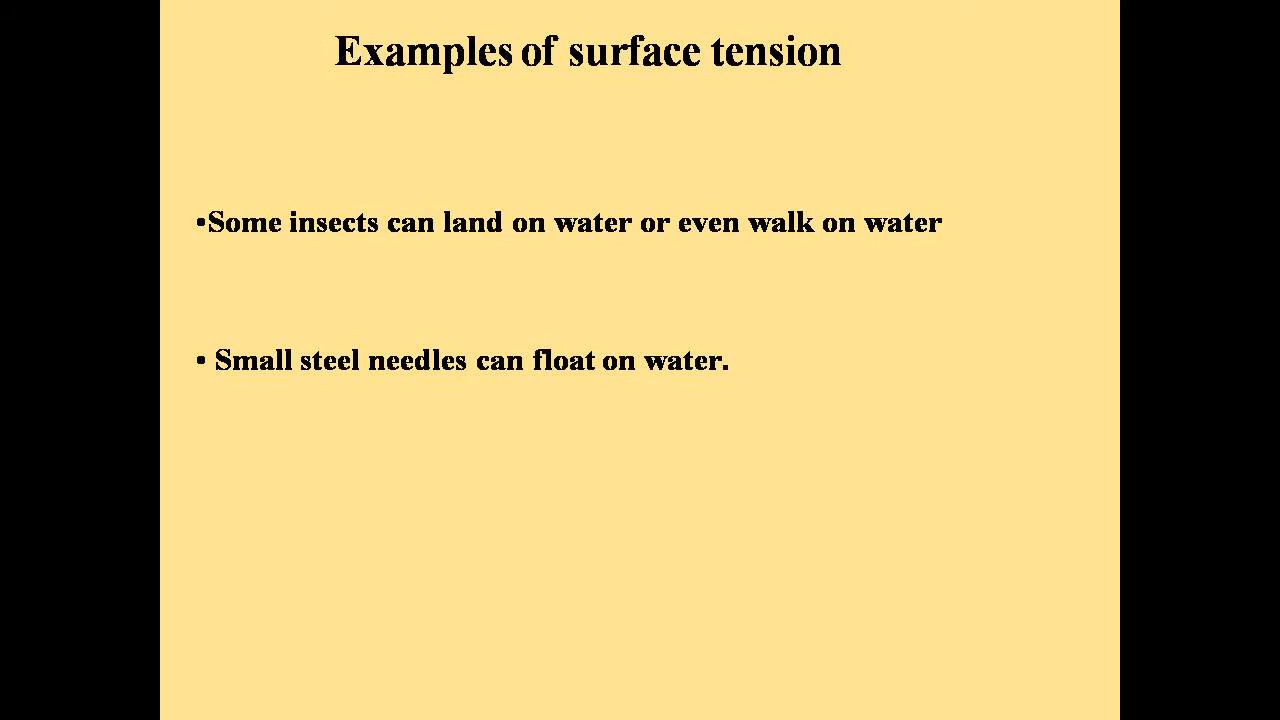 Examples of surface tension
•Some insects can land on water or even walk on water
• Small steel needles can float on water.